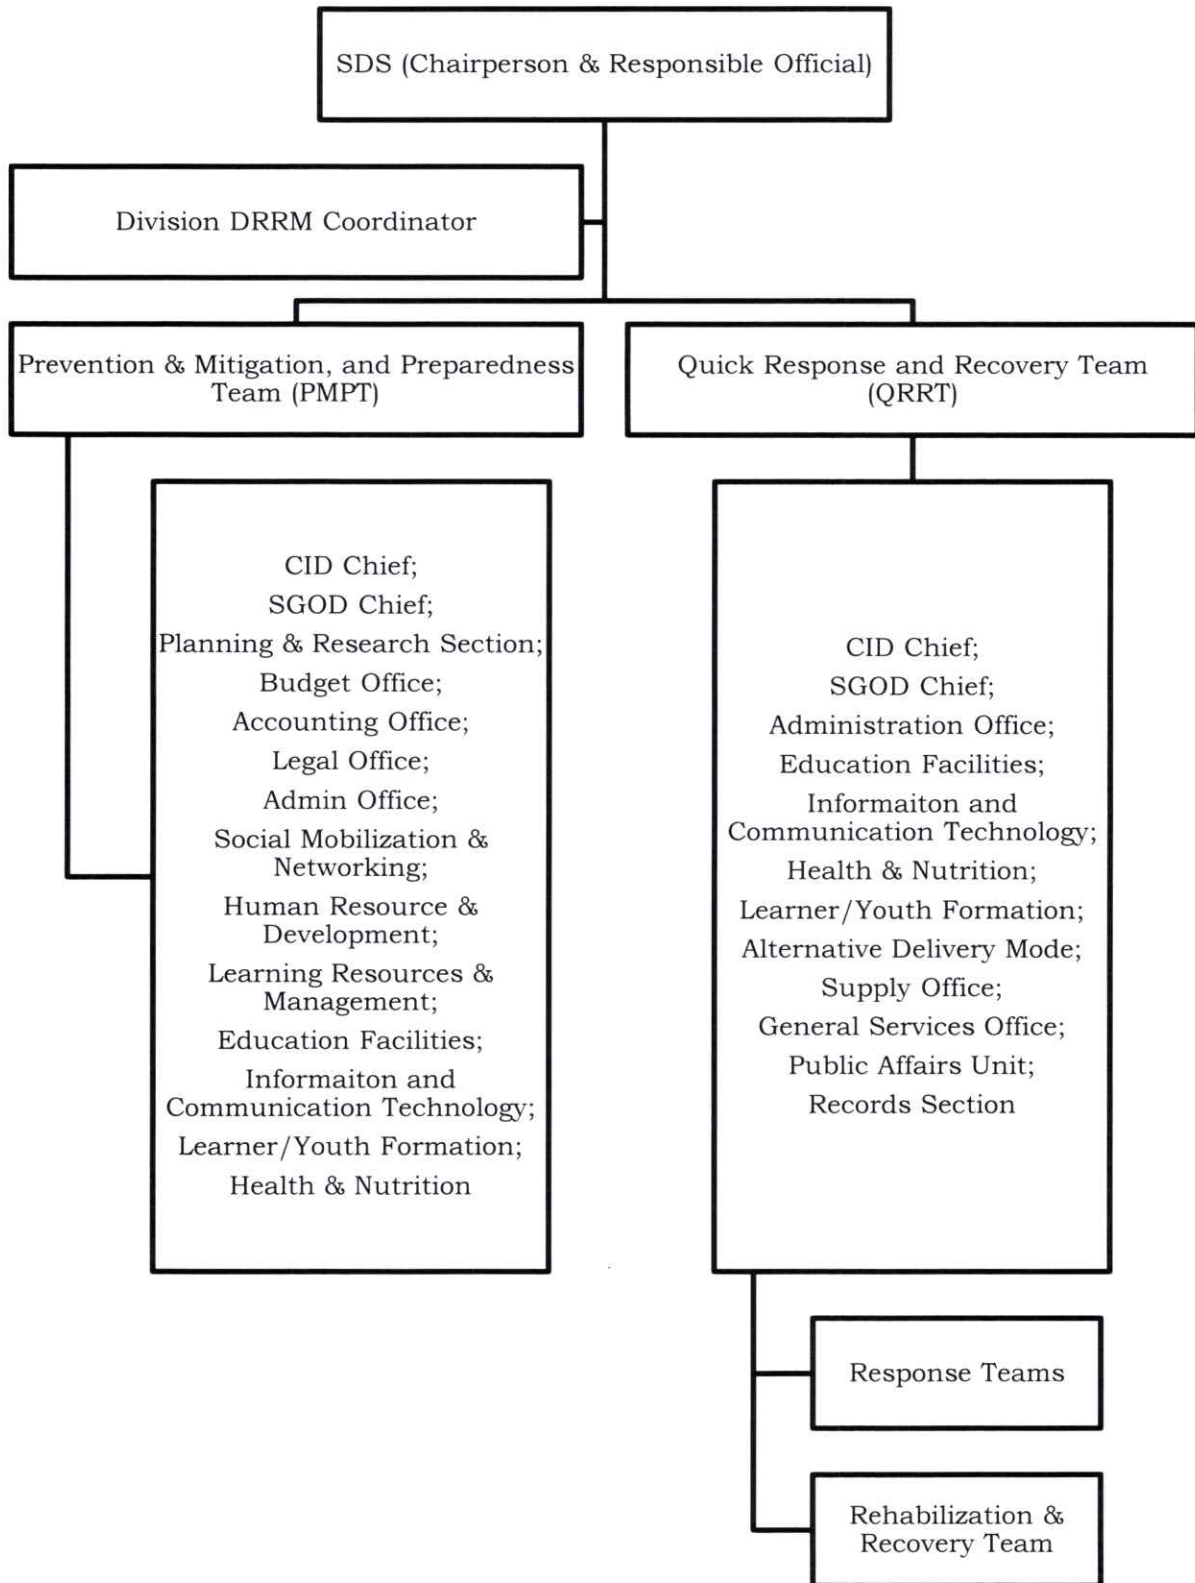 SDS (Chairperson & Responsible Official)
Division DRRM Coordinator
Prevention & Mitigation, and Preparedness
Team (PMPT)
Quick Response and Recovery Team
(QRRT)
CID Chief;
SGOD Chief;
Planning & Research Section;
Budget Office;
Accounting Office;
Legal Office;
Admin Office;
Social Mobilization &
Networking;
Human Resource &
Development;
Learning Resources &
Management;
Education Facilities;
Informaiton and
Communication Technology;
Learner/Youth Formation;
Health & Nutrition
CID Chief;
SGOD Chief;
Administration Office;
Education Facilities;
Informaiton and
Communication Technology;
Health & Nutrition;
Learner/Youth Formation;
Alternative Delivery Mode;
Supply Office;
General Services Office;
Public Affairs Unit;
Records Section
Response Teams
Rehabilization &
Recovery Team